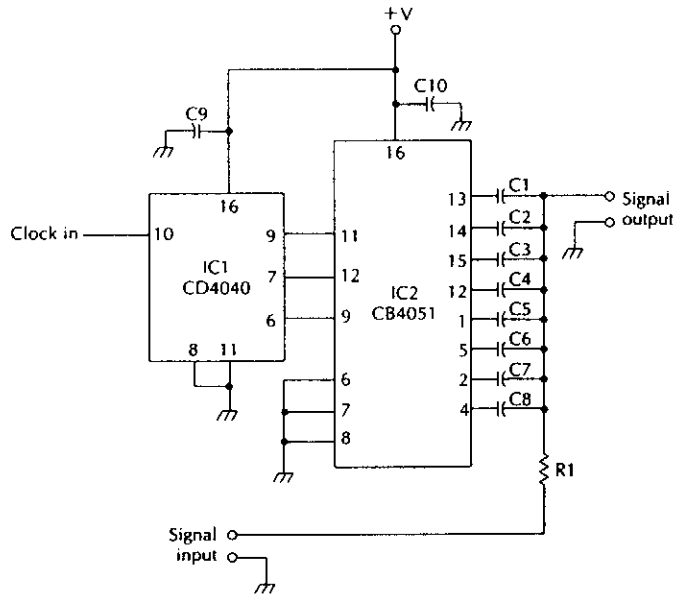 +V
C10
C9
16
16
Clock in
10
9
7
6
IC1
CD4040
8
11
11
12
9
6
7
8
IC2
CB4051
13
14
15
12
1
5
2
4
C1
C2
C3
C4
C5
C6
C7
C8
Signal
output
R1
Signal
input